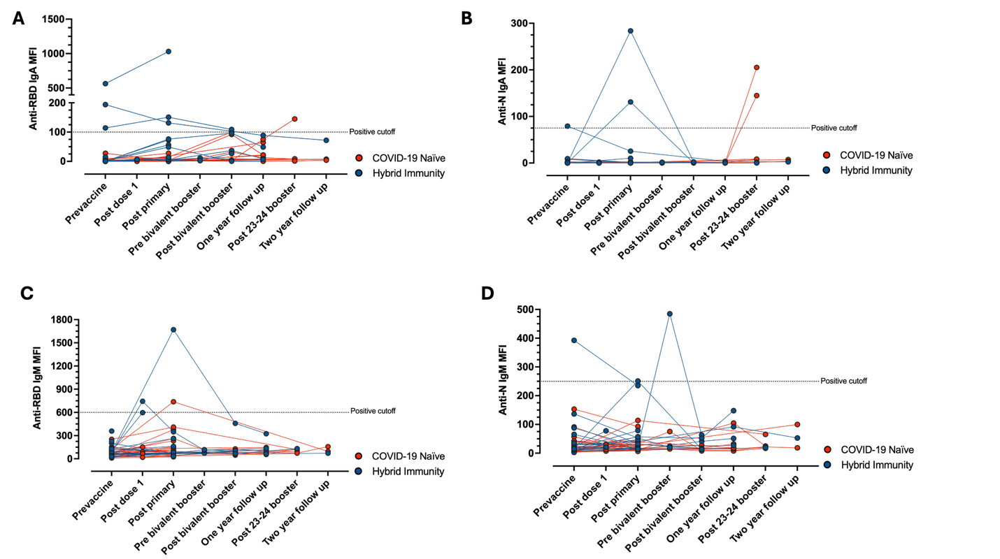 A
Anti-RBD IgA MFI
1500
1000
500
200
100
0
Positive cutoff
COVID-19 Naïve
Hybrid Immunity
Prevaccine
Post dose 1
Post primary
Pre bivalent booster
Post bivalent booster
One year follow up
Post 23-24 booster
Two year follow up
B
Anti-N IgA MFI
300
200
100
0
Positive cutoff
COVID-19 Naïve
Hybrid Immunity
Prevaccine
Post dose 1
Post primary
Pre bivalent booster
Post bivalent booster
One year follow up
Post 23-24 booster
Two year follow up
C
Anti-RBD IgM MFI
1800
1500
1200
900
600
300
0
Positive cutoff
COVID-19 Naïve
Hybrid Immunity
Prevaccine
Post dose 1
Post primary
Pre bivalent booster
Post bivalent booster
One year follow up
Post 23-24 booster
Two year follow up
D
Anti-N IgM MFI
500
400
300
200
100
0
Positive cutoff
COVID-19 Naïve
Hybrid Immunity
Prevaccine
Post dose 1
Post primary
Pre bivalent booster
Post bivalent booster
One year follow up
Post 23-24 booster
Two year follow up